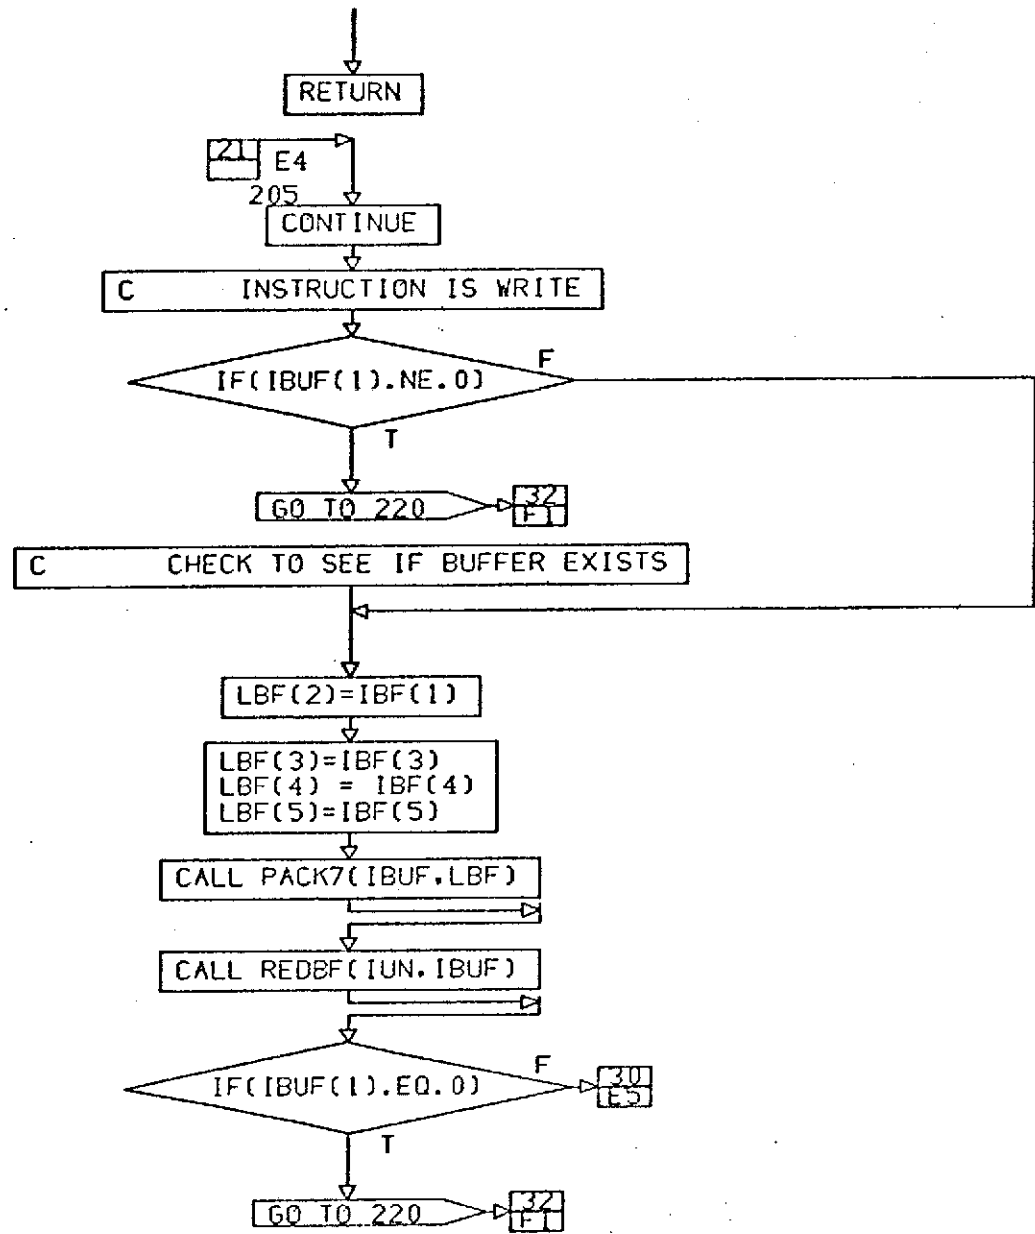 RETURN
21
E4
205
CONTINUE
C INSTRUCTION IS WRITE
IF(IBUF(1).NE.0)
F
T
GO TO 220
32
F1
C CHECK TO SEE IF BUFFER EXISTS
LBF(2)=IBF(1)
LBF(3)=IBF(3)
LBF(4) = IBF(4)
LBF(5)=IBF(5)
CALL PACK7(IBUF,LBF)
CALL REDBF(IUN,IBUF)
IF(IBUF(1).EQ.0)
F
30
E5
T
GO TO 220
32
F1